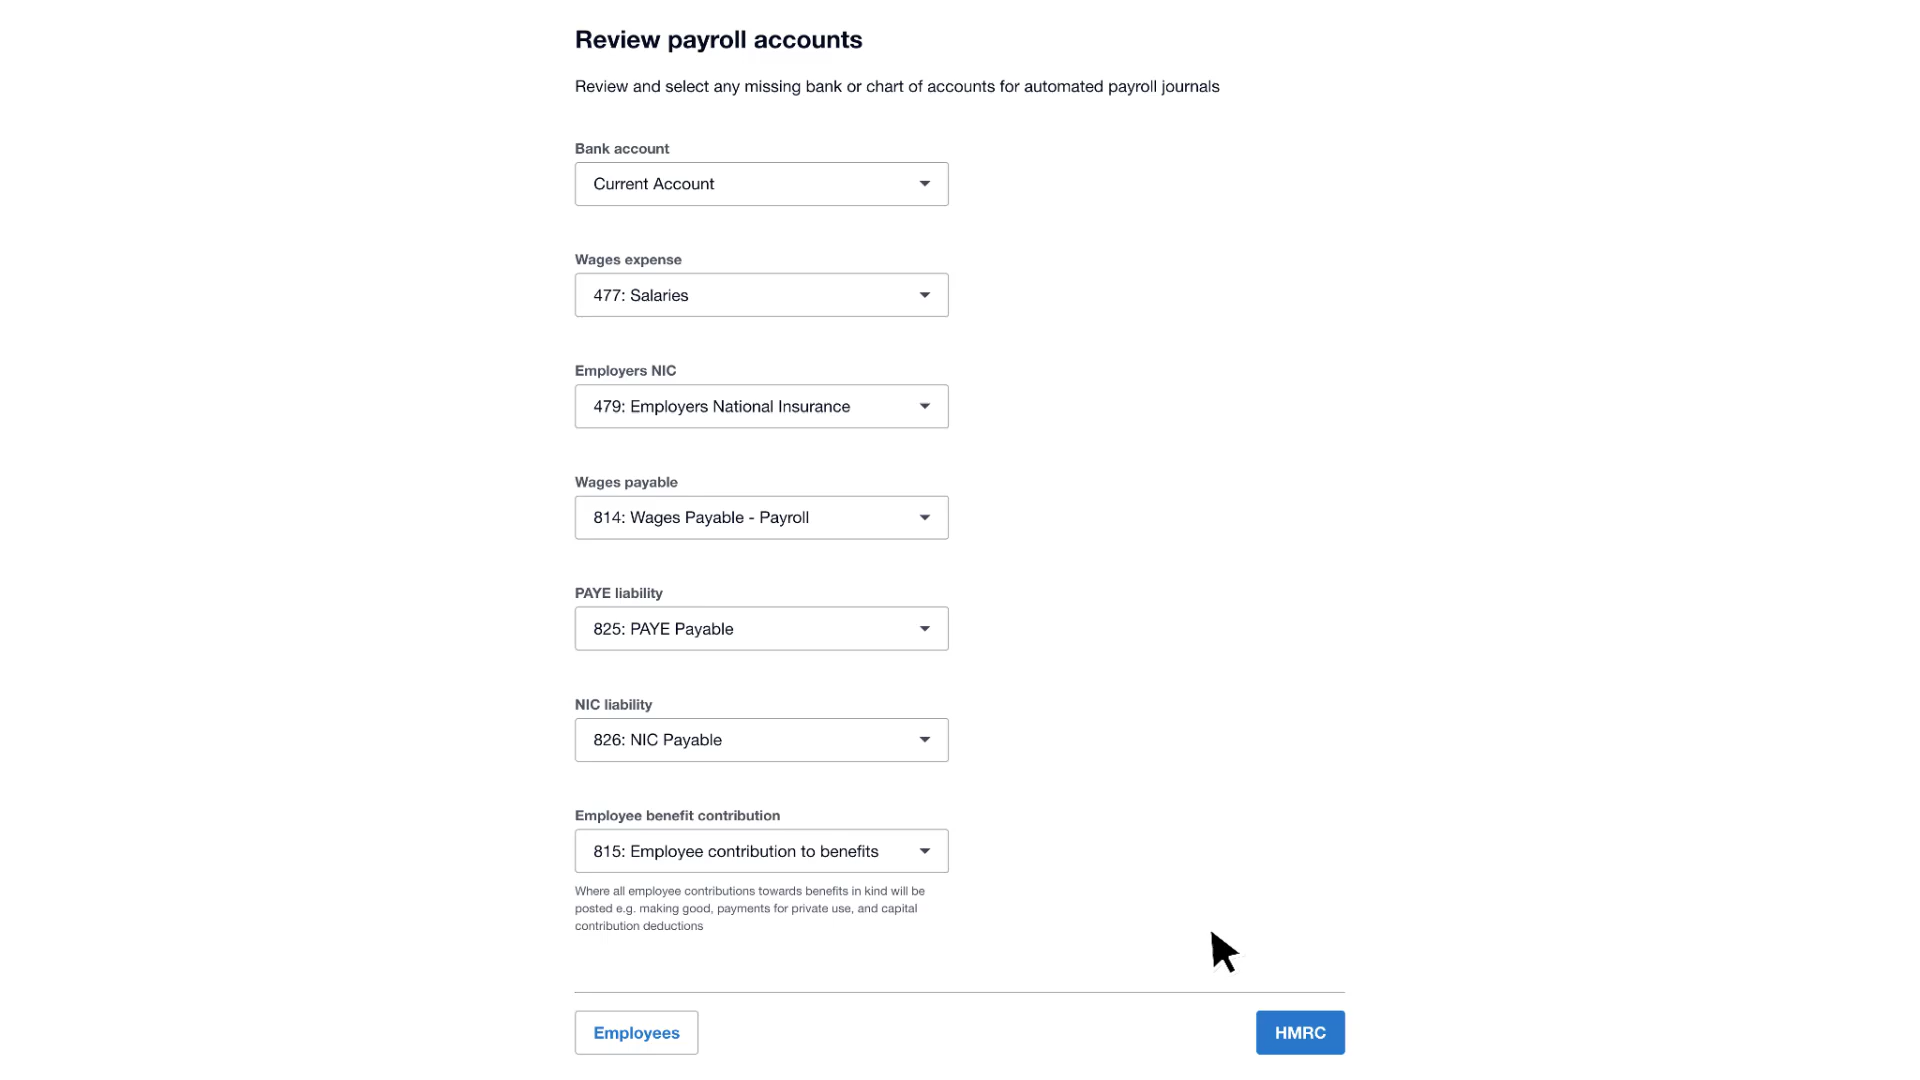 Review payroll accounts
Review and select any missing bank or chart of accounts for automated payroll journals
Bank account
Current Account
Wages expense
477: Salaries
Employers NIC
479: Employers National Insurance
Wages payable
814: Wages Payable - Payroll
PAYE liability
825: PAYE Payable
NIC liability
826: NIC Payable
Employee benefit contribution
815: Employee contribution to benefits
Where all employee contributions towards benefits in kind will be
posted e.g. making good, payments for private use, and capital
contribution deductions
Employees
HMRC